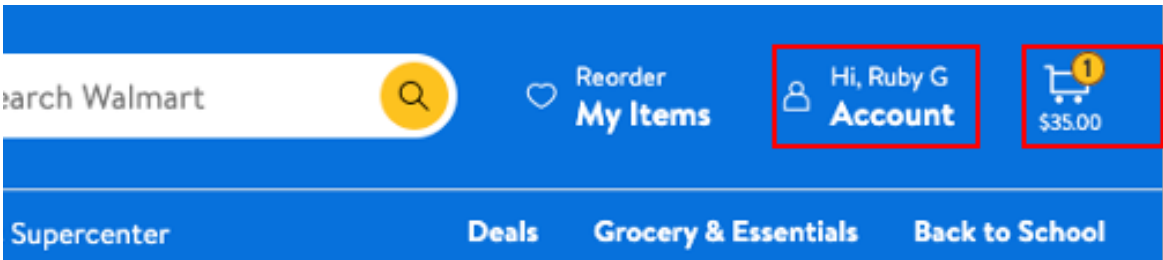 earch Walmart
Reorder
My Items
Hi, Ruby G
Account
1
$35.00
Supercenter
Deals
Grocery & Essentials
Back to School